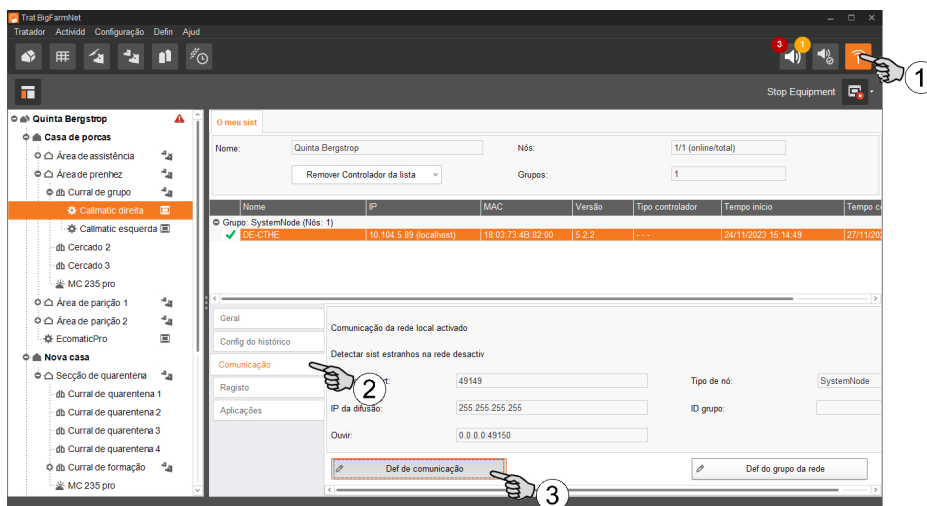 Trat BigFarmNet
Tratador Actividd Configuração Defin Ajud
3 1
1
Stop Equipment
Quinta Bergstrop
Casa de porcas
Área de assistência
Área de prenhez
Curral de grupo
Callmatic direita
Callmatic esquerda
Cercado 2
Cercado 3
MC 235 pro
Área de parição 1
Área de parição 2
EcomaticPro
Nova casa
Secção de quarentena
Curral de quarentena 1
Curral de quarentena 2
Curral de quarentena 3
Curral de quarentena 4
Curral de formação
MC 235 pro
O meu sist
Nome: Quinta Bergstrop Nós: 1/1 (online/total)
Remover Controlador da lista Grupos: 1
Nome IP MAC Versão Tipo controlador Tempo início Tempo c
Grupo: SystemNode (Nós: 1)
DE-CTHE 10.104.5.89 (localhost) 18:03:73:4B:82:00 5.2.2 - - - 24/11/2023 15:14:49 27/11/20
Geral
Config do histórico
Comunicação
Registo
Aplicações
2
Comunicação da rede local activado
Detectar sist estranhos na rede desactiv
rt: 49149 Tipo de nó: SystemNode
IP da difusão: 255.255.255.255 ID grupo:
Ouvir: 0.0.0.0:49150
Def de comunicação Def do grupo da rede
3